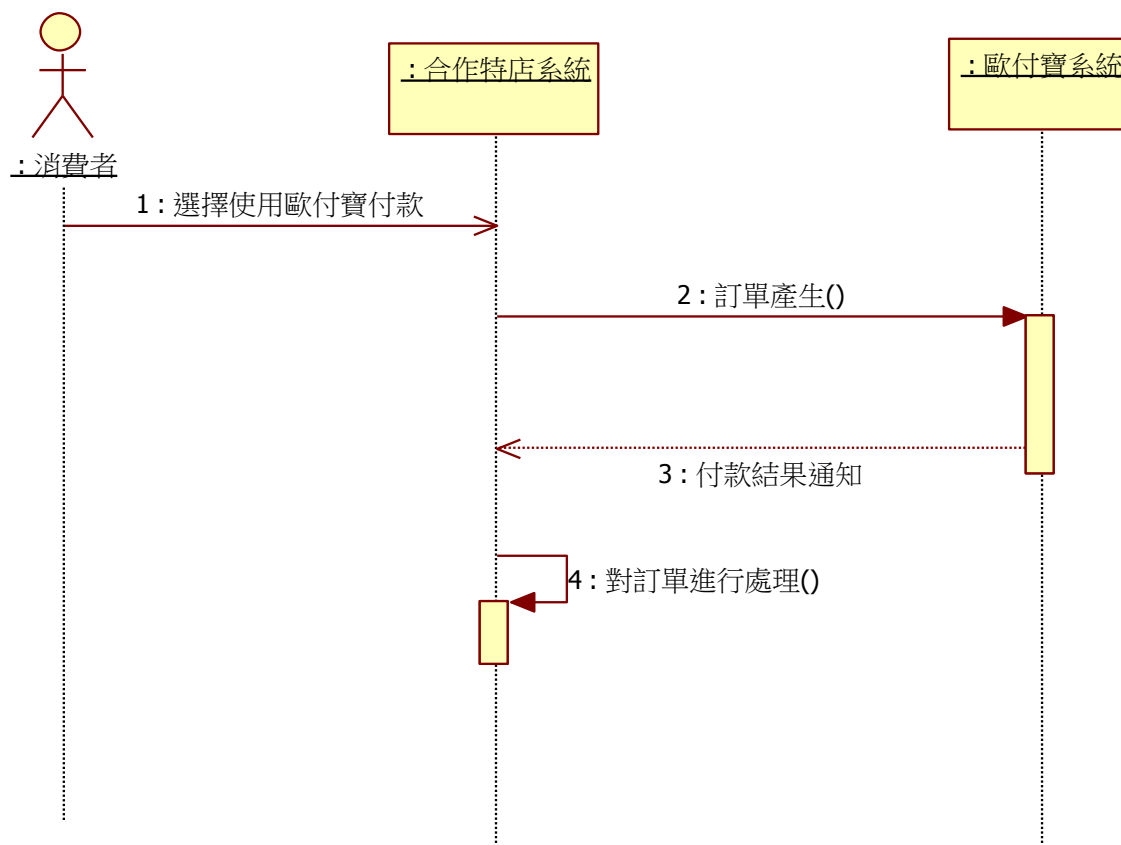 :合作特店系統
:歐付寶系統
:消費者
1 : 選擇使用歐付寶付款
2 : 訂單產生()
3 : 付款結果通知
4 : 對訂單進行處理()